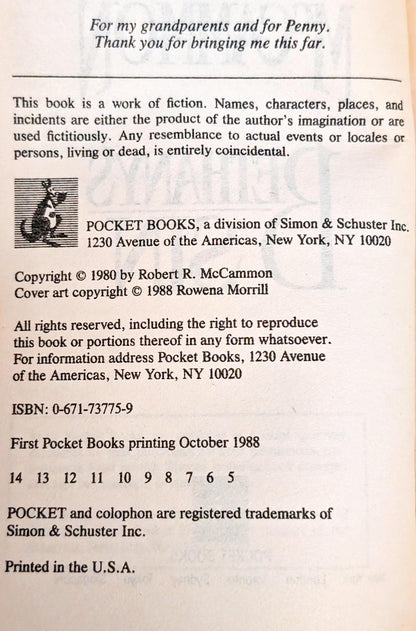 For my grandparents and for Penny.
Thank you for bringing me this far.
This book is a work of fiction. Names, characters, places, and
incidents are either the product of the author's imagination or are
used fictitiously. Any resemblance to actual events or locales or
persons, living or dead, is entirely coincidental.
POCKET BOOKS, a division of Simon & Schuster Inc.
1230 Avenue of the Americas, New York, NY 10020
Copyright © 1980 by Robert R. McCammon
Cover art copyright © 1988 Rowena Morrill
All rights reserved, including the right to reproduce
this book or portions thereof in any form whatsoever.
For information address Pocket Books, 1230 Avenue
of the Americas, New York, NY 10020
ISBN: 0-671-73775-9
First Pocket Books printing October 1988
14 13 12 11 10 9 8 7 6 5
POCKET and colophon are registered trademarks of
Simon & Schuster Inc.
Printed in the U.S.A.